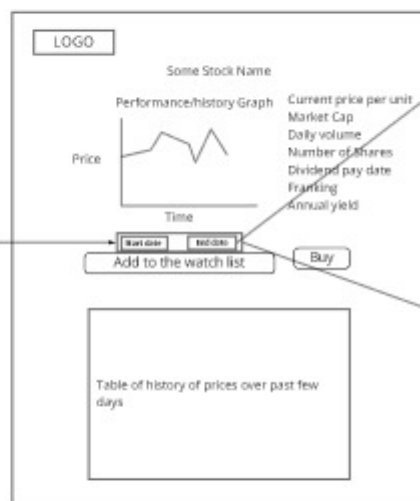 LOGO
Some Stock Name
Performance/history Graph
Current price per unit
Market Cap
Daily volume
Number of Shares
Dividend pay date
Franking
Annual yield
Price
Time
Start date
End date
Add to the watch list
Buy
Table of history of prices over past few
days